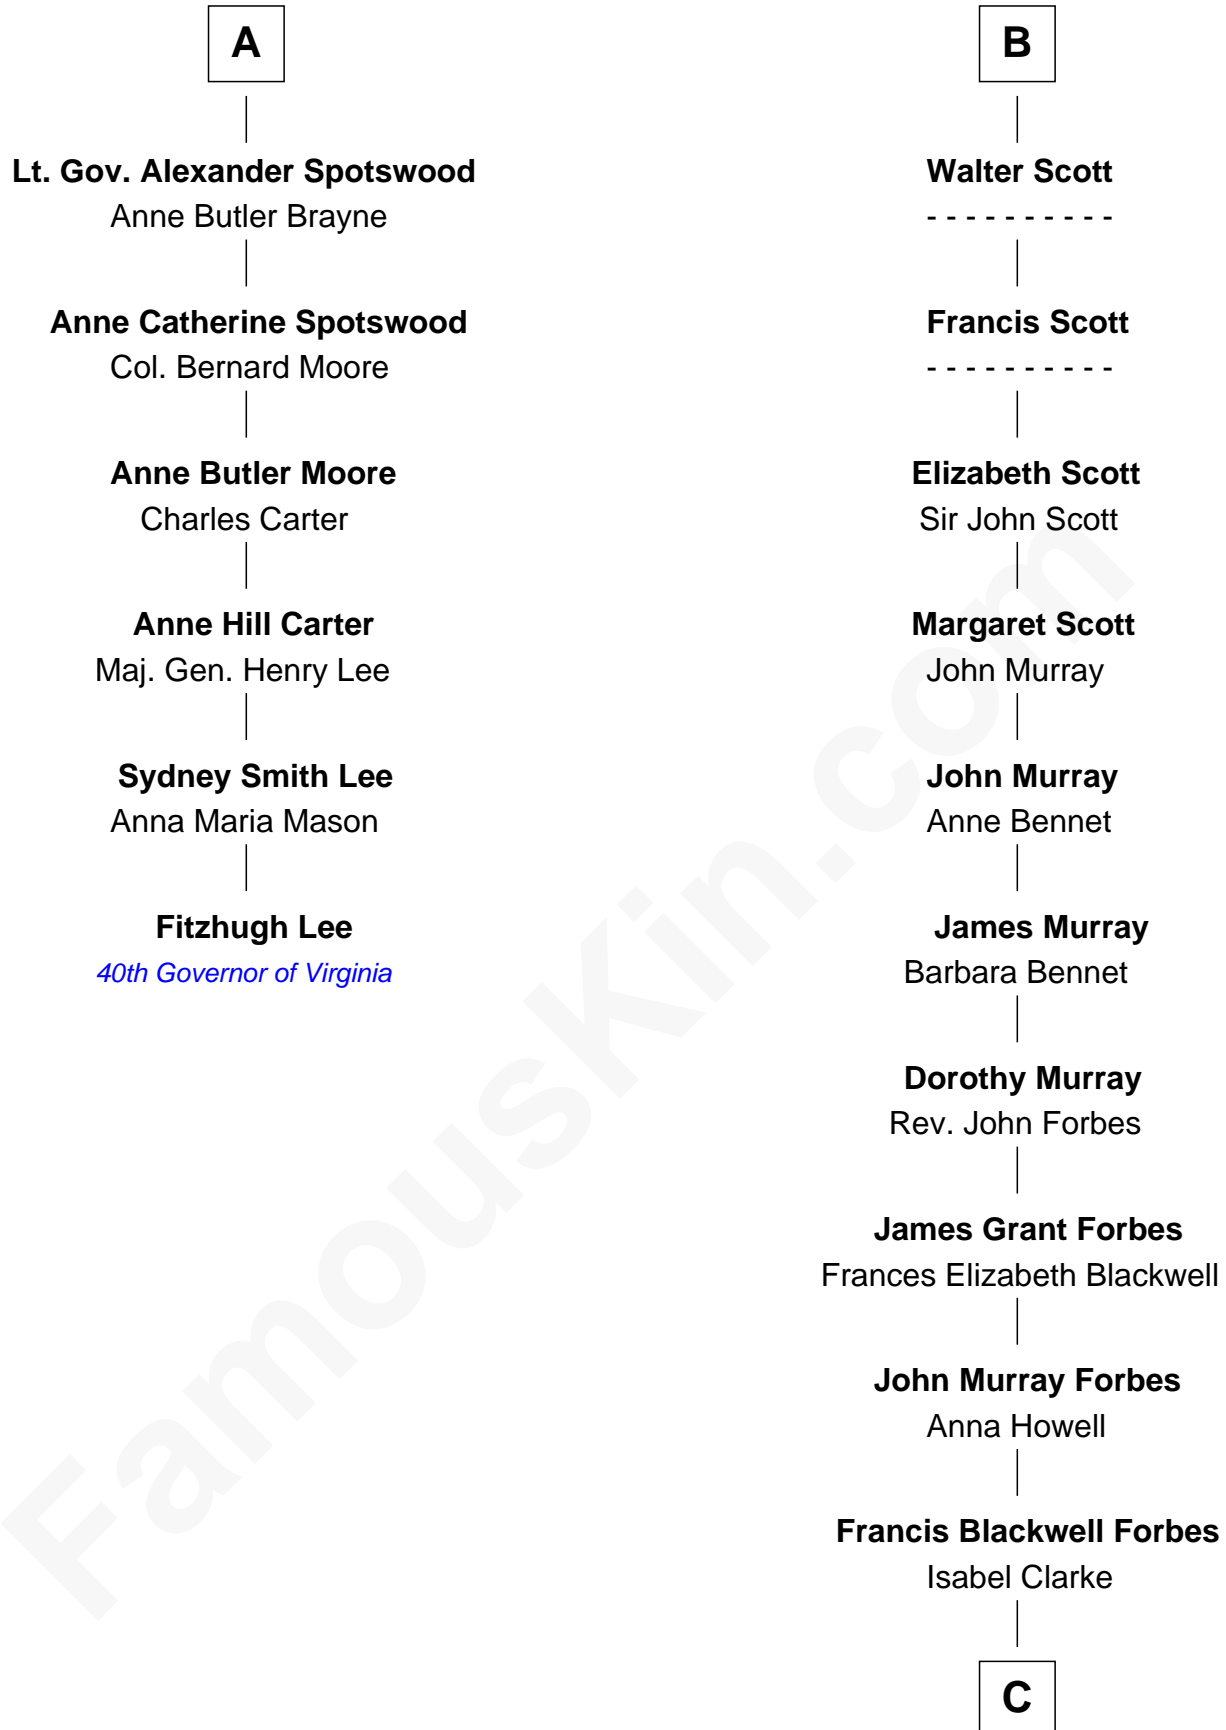 A
Lt. Gov. Alexander Spotswood
Anne Butler Brayne
Anne Catherine Spotswood
Col. Bernard Moore
Anne Butler Moore
Charles Carter
Anne Hill Carter
Maj. Gen. Henry Lee
Sydney Smith Lee
Anna Maria Mason
Fitzhugh Lee
40th Governor of Virginia
B
Walter Scott
- - - - - - - - - -
Francis Scott
- - - - - - - - - -
Elizabeth Scott
Sir John Scott
Margaret Scott
John Murray
John Murray
Anne Bennet
James Murray
Barbara Bennet
Dorothy Murray
Rev. John Forbes
James Grant Forbes
Frances Elizabeth Blackwell
John Murray Forbes
Anna Howell
Francis Blackwell Forbes
Isabel Clarke
C
FamousKin.com